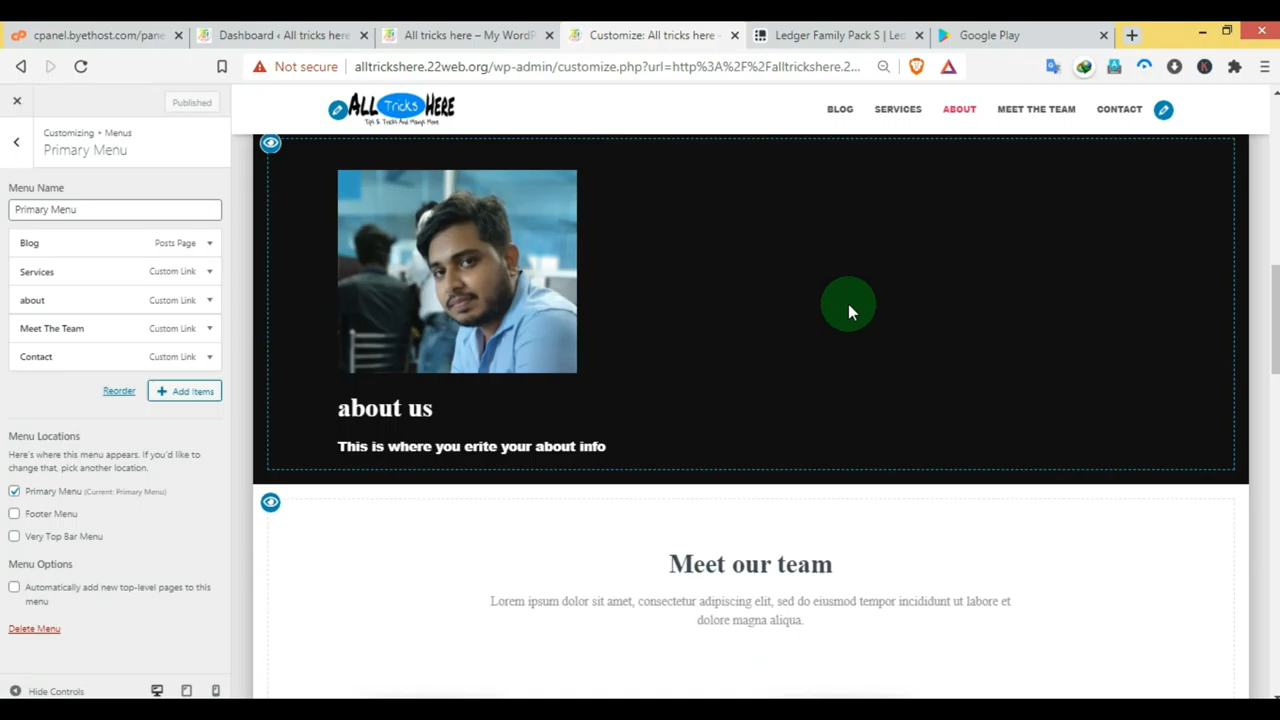 cpanel.byethost.com/pane
Dashboard ‹ All tricks here
All tricks here – My WordP
Customize: All tricks here -
Ledger Family Pack S | Led
Google Play
Not secure
alltrickshere.22web.org/wp-admin/customize.php?url=http%3A%2F%2Falltrickshere.2...
Published
Customizing • Menus
Primary Menu
Menu Name
Primary Menu
Blog Posts Page
Services Custom Link
about Custom Link
Meet The Team Custom Link
Contact Custom Link
Reorder
Add Items
Menu Locations
Here's where this menu appears. If you'd like to
change that, pick another location.
Primary Menu (Current: Primary Menu)
Footer Menu
Very Top Bar Menu
Menu Options
Automatically add new top-level pages to this
menu
Delete Menu
Hide Controls
ALL Tricks HERE
Tips & Tricks And Many More
BLOG
SERVICES
ABOUT
MEET THE TEAM
CONTACT
about us
This is where you erite your about info
Meet our team
Lorem ipsum dolor sit amet, consectetur adipiscing elit, sed do eiusmod tempor incididunt ut labore et
dolore magna aliqua.